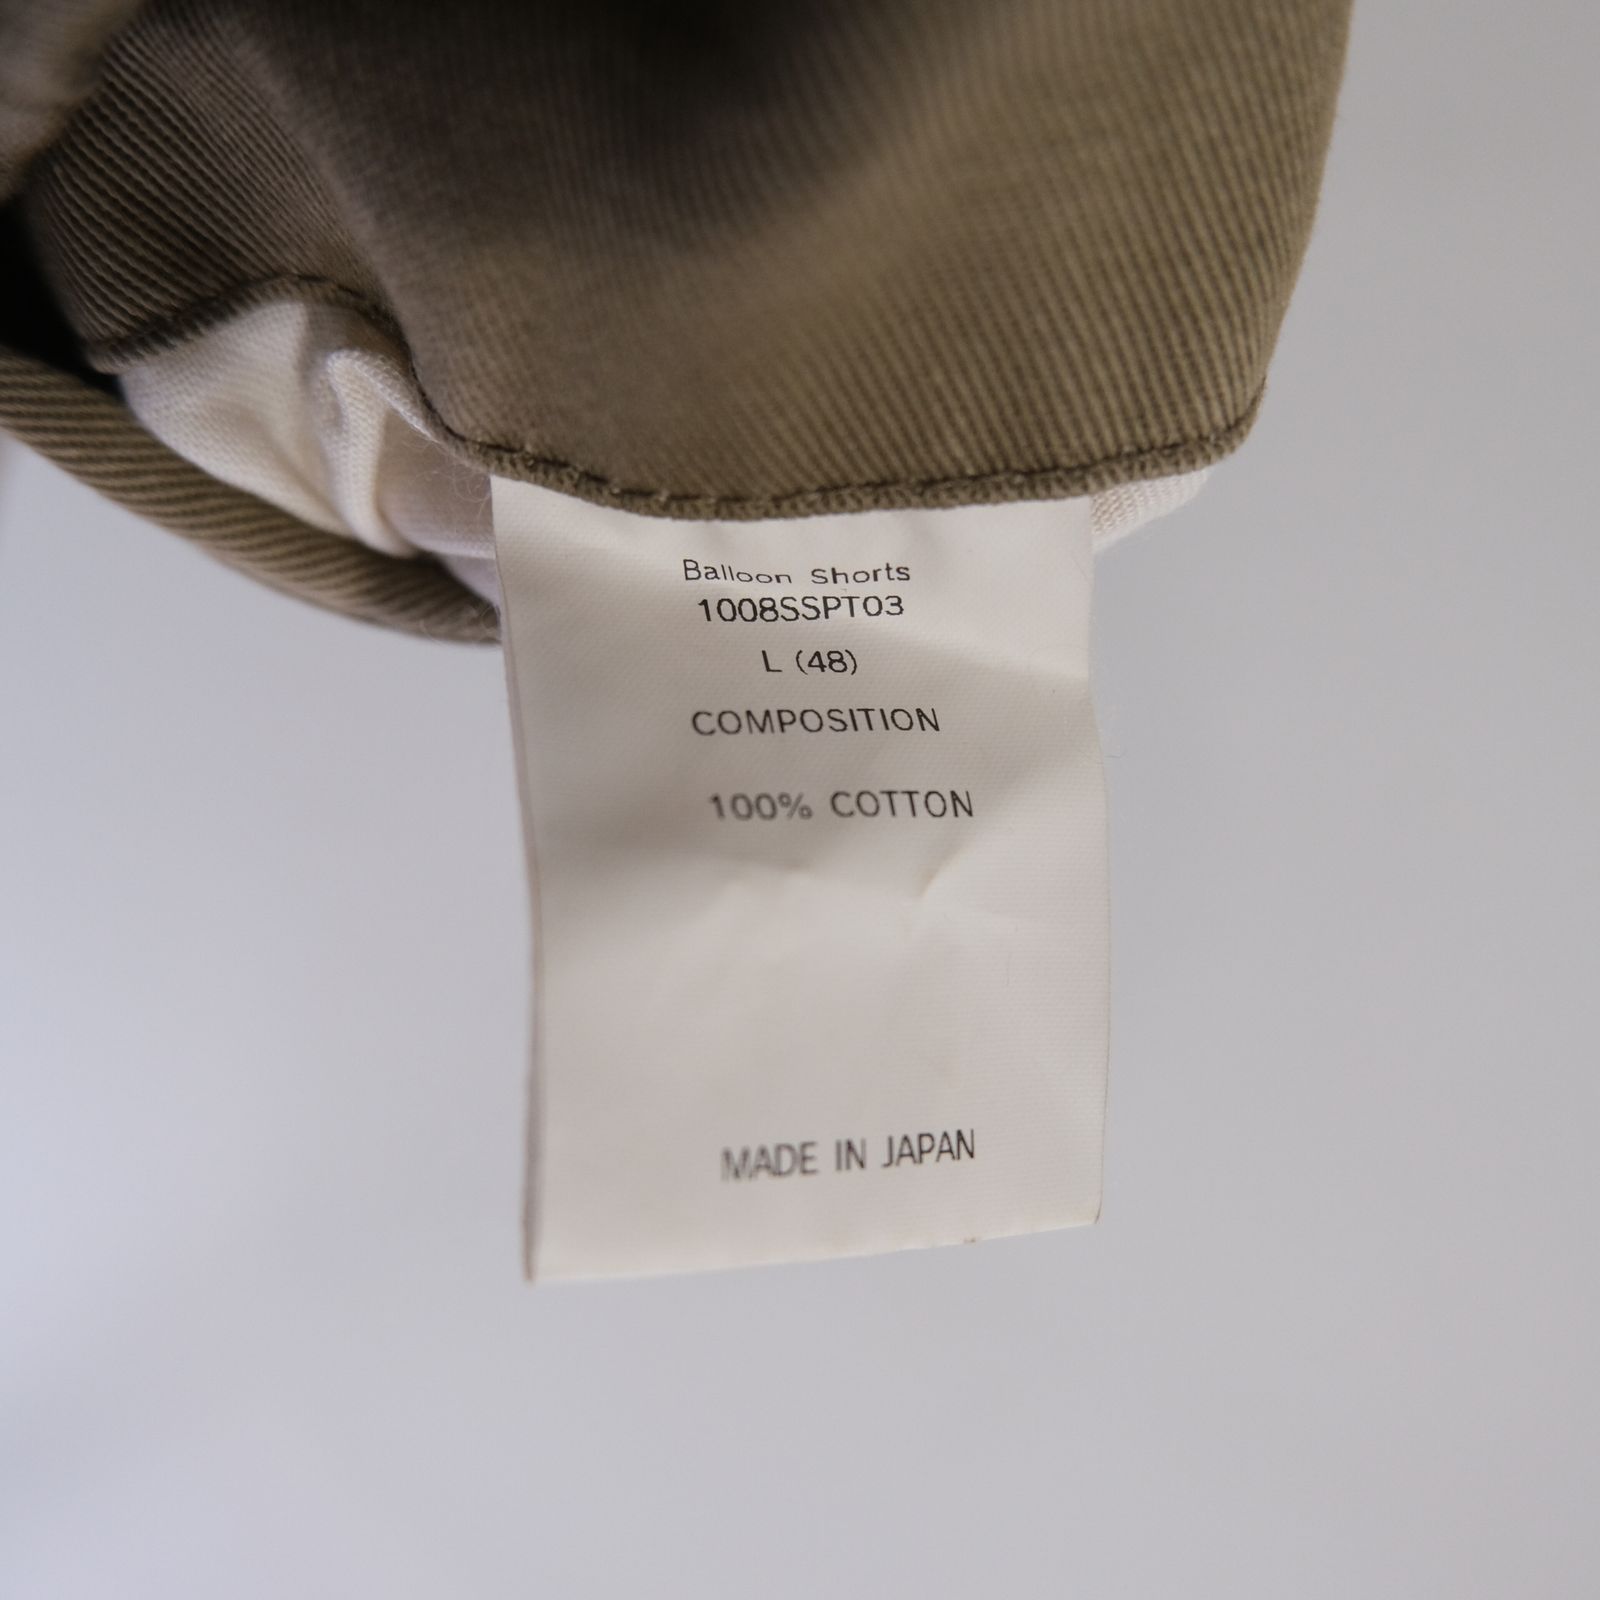 Balloon Shorts
1008SSPT03
L (48)
COMPOSITION
100% COTTON
MADE IN JAPAN